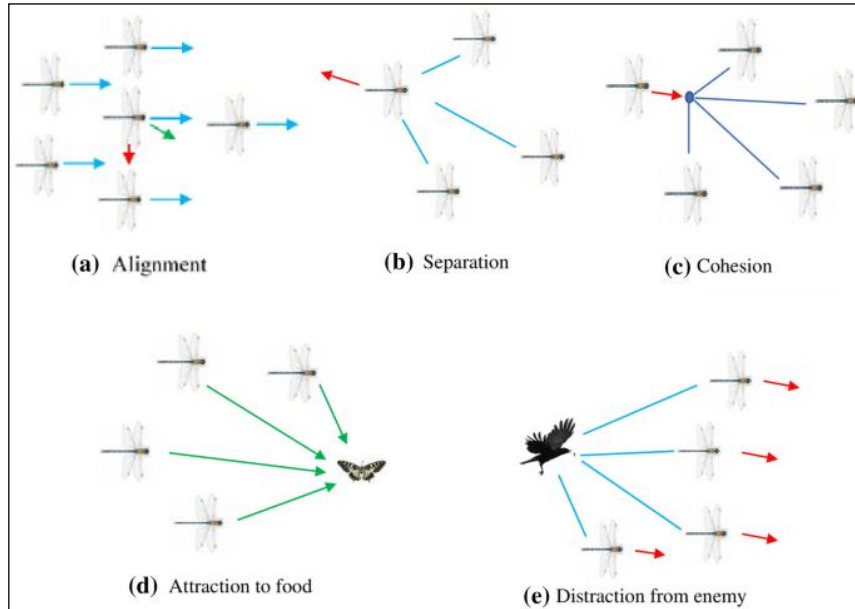 (a) Alignment
(b) Separation
(c) Cohesion
(d) Attraction to food
(e) Distraction from enemy